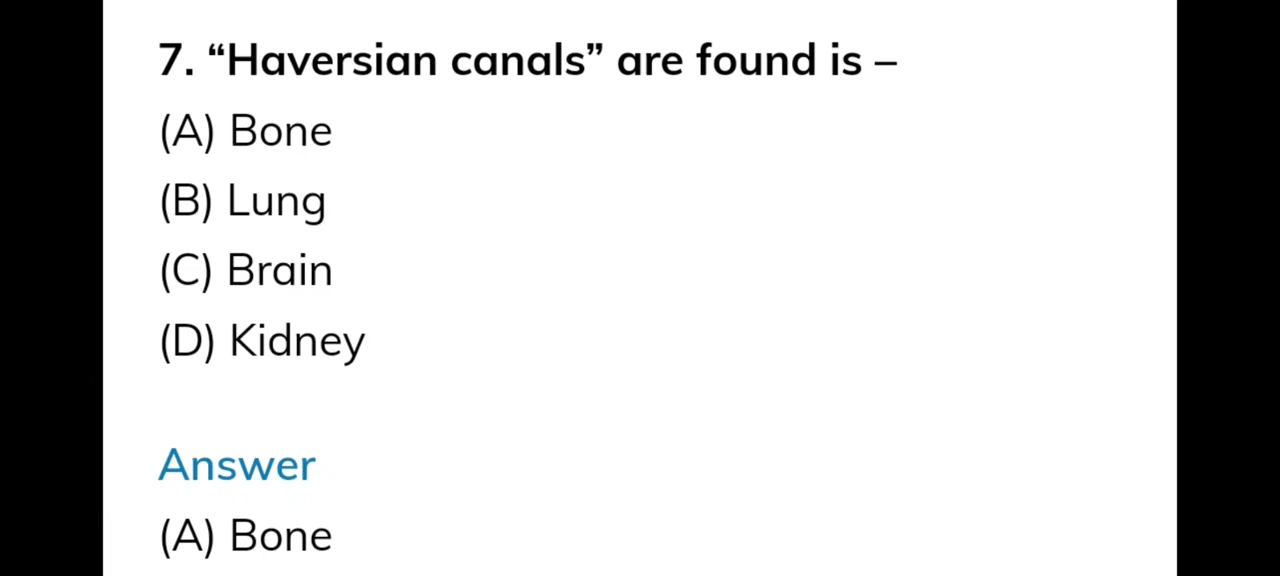 7. “Haversian canals” are found is –
(A) Bone
(B) Lung
(C) Brain
(D) Kidney
Answer
(A) Bone